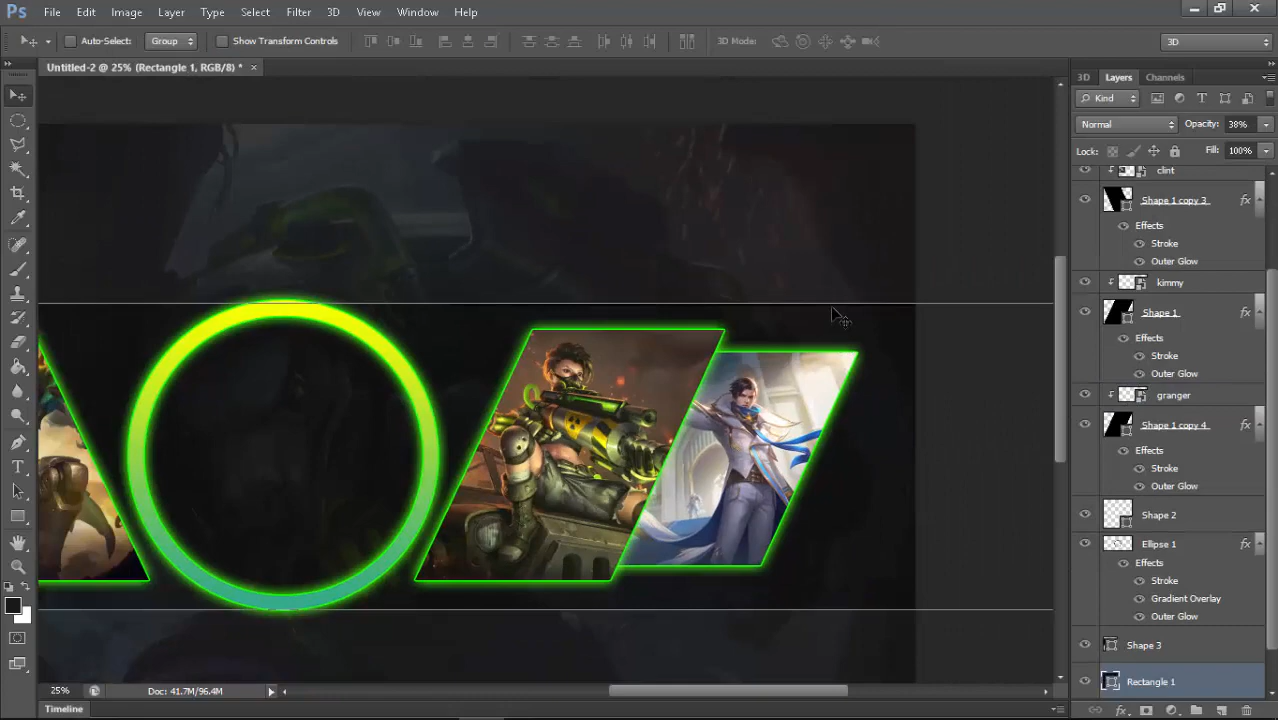 Ps File Edit Image Layer Type Select Filter 3D View Window Help
Auto-Select: Group Show Transform Controls 3D Mode: 3D
Untitled-2 @ 25% (Rectangle 1, RGB/8) * ×
3D Layers Channels
Kind
Normal Opacity: 38%
Lock: Fill: 100%
clint
Shape 1 copy 3 fx
Effects
Stroke
Outer Glow
kimmy
Shape 1 fx
Effects
Stroke
Outer Glow
granger
Shape 1 copy 4 fx
Effects
Stroke
Outer Glow
Shape 2
Ellipse 1 fx
Effects
Stroke
Gradient Overlay
Outer Glow
Shape 3
Rectangle 1
25% Doc: 41.7M/96.4M
Timeline